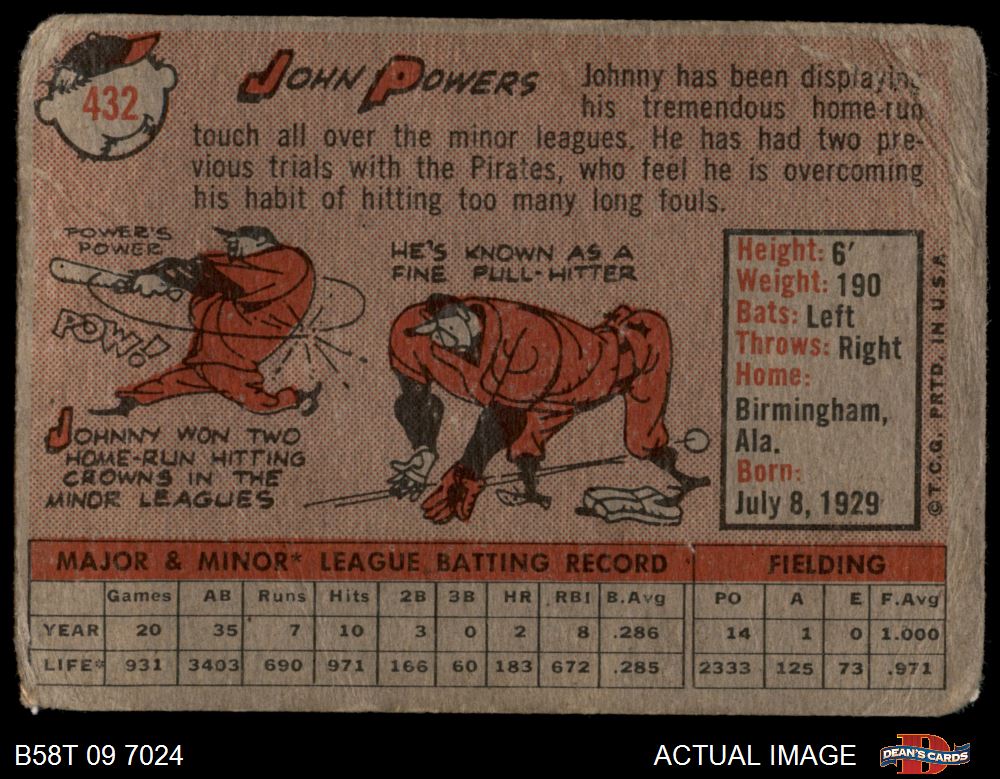 432
JOHN POWERS
Johnny has been displaying
his tremendous home-run
touch all over the minor leagues. He has had two pre-
vious trials with the Pirates, who feel he is overcoming
his habit of hitting too many long fouls.
POWER'S
POWER
POW!!
JOHNNY WON TWO
HOME-RUN HITTING
CROWNS IN THE
MINOR LEAGUES
HE'S KNOWN AS A
FINE PULL-HITTER
Height: 6'
Weight: 190
Bats: Left
Throws: Right
Home:
Birmingham,
Ala.
Born:
July 8, 1929
© T.C.G. PRTD. IN U.S.A.
MAJOR & MINOR* LEAGUE BATTING RECORD FIELDING
Games AB Runs Hits 2B 3B HR RBI B.Avg PO A E F.Avg
YEAR 20 35 7 10 3 0 2 8 .286 14 1 0 1.000
LIFE* 931 3403 690 971 166 60 183 672 .285 2333 125 73 .971
B58T 09 7024 ACTUAL IMAGE DEAN'S CARDS